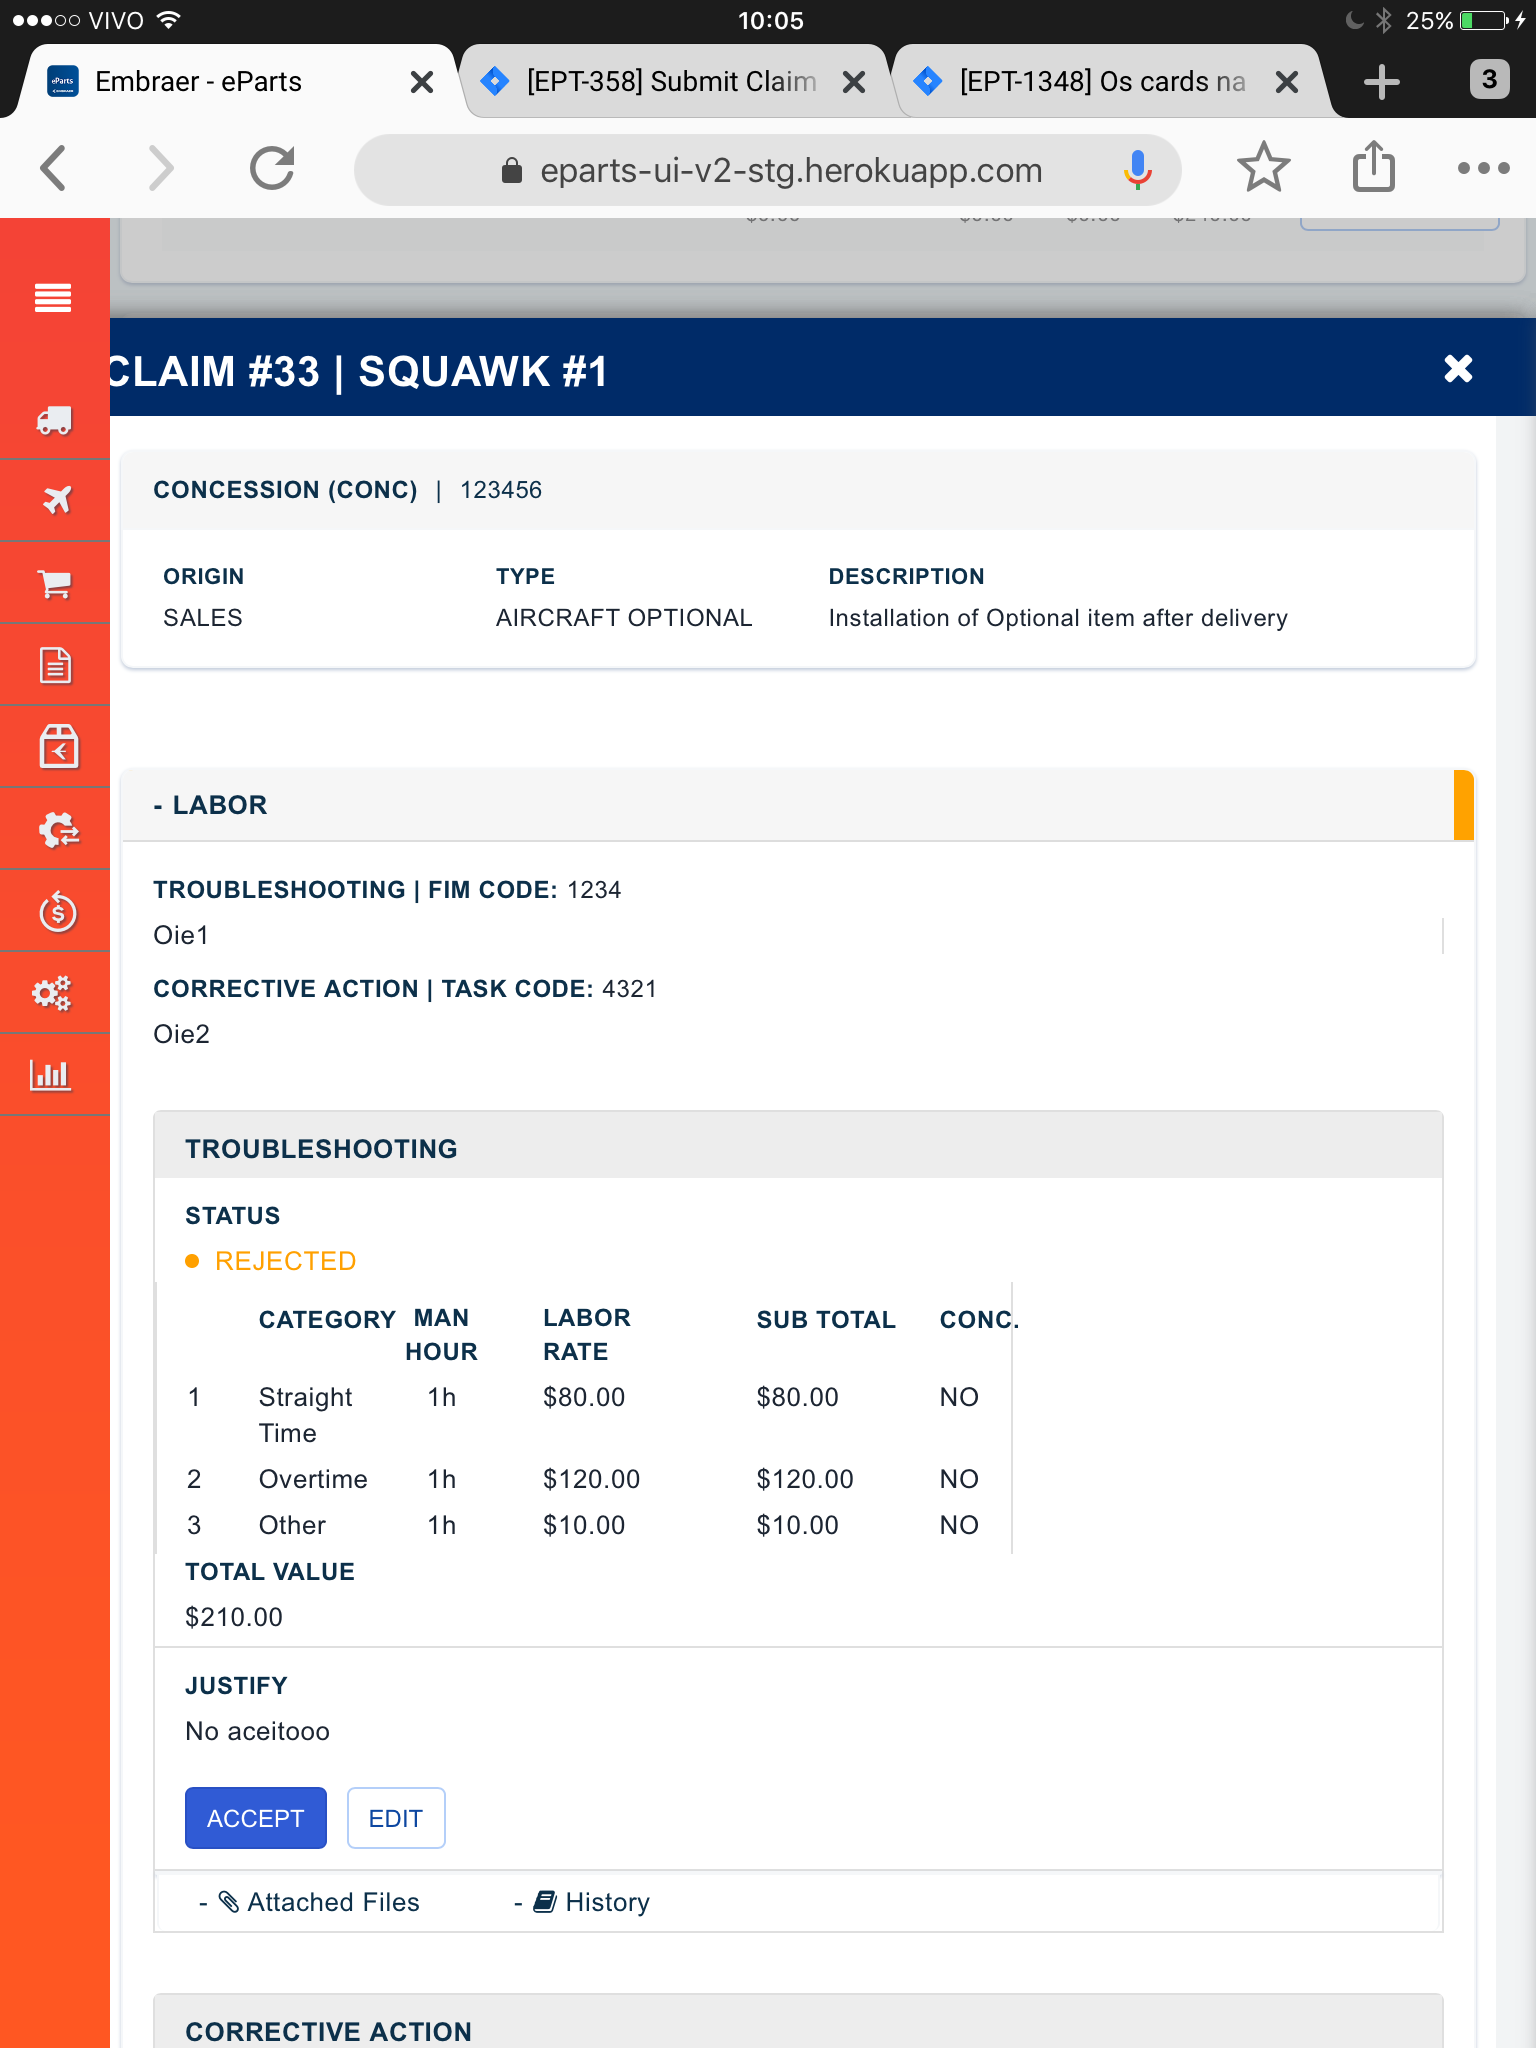 VIVO 10:05 25%
Embraer - eParts [EPT-358] Submit Claim [EPT-1348] Os cards na 3
eparts-ui-v2-stg.herokuapp.com
CLAIM #33 | SQUAWK #1
CONCESSION (CONC) | 123456
ORIGIN TYPE DESCRIPTION
SALES AIRCRAFT OPTIONAL Installation of Optional item after delivery
- LABOR
TROUBLESHOOTING | FIM CODE: 1234
Oie1
CORRECTIVE ACTION | TASK CODE: 4321
Oie2
TROUBLESHOOTING
STATUS
REJECTED
CATEGORY MAN HOUR LABOR RATE SUB TOTAL CONC.
1 Straight Time 1h $80.00 $80.00 NO
2 Overtime 1h $120.00 $120.00 NO
3 Other 1h $10.00 $10.00 NO
TOTAL VALUE
$210.00
JUSTIFY
No aceitooo
ACCEPT EDIT
- Attached Files - History
CORRECTIVE ACTION